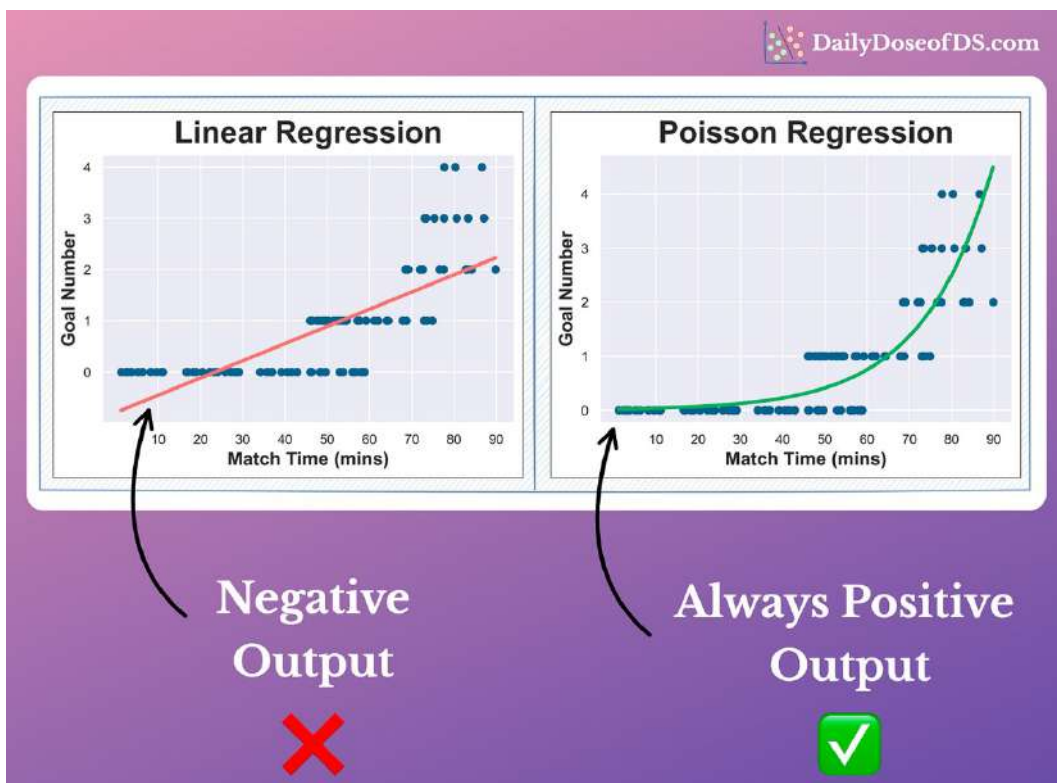 DailyDoseofDS.com
Linear Regression
4
3
2
1
0
Goal Number
10 20 30 40 50 60 70 80 90
Match Time (mins)
Poisson Regression
4
3
2
1
0
Goal Number
10 20 30 40 50 60 70 80 90
Match Time (mins)
Negative
Output
Always Positive
Output